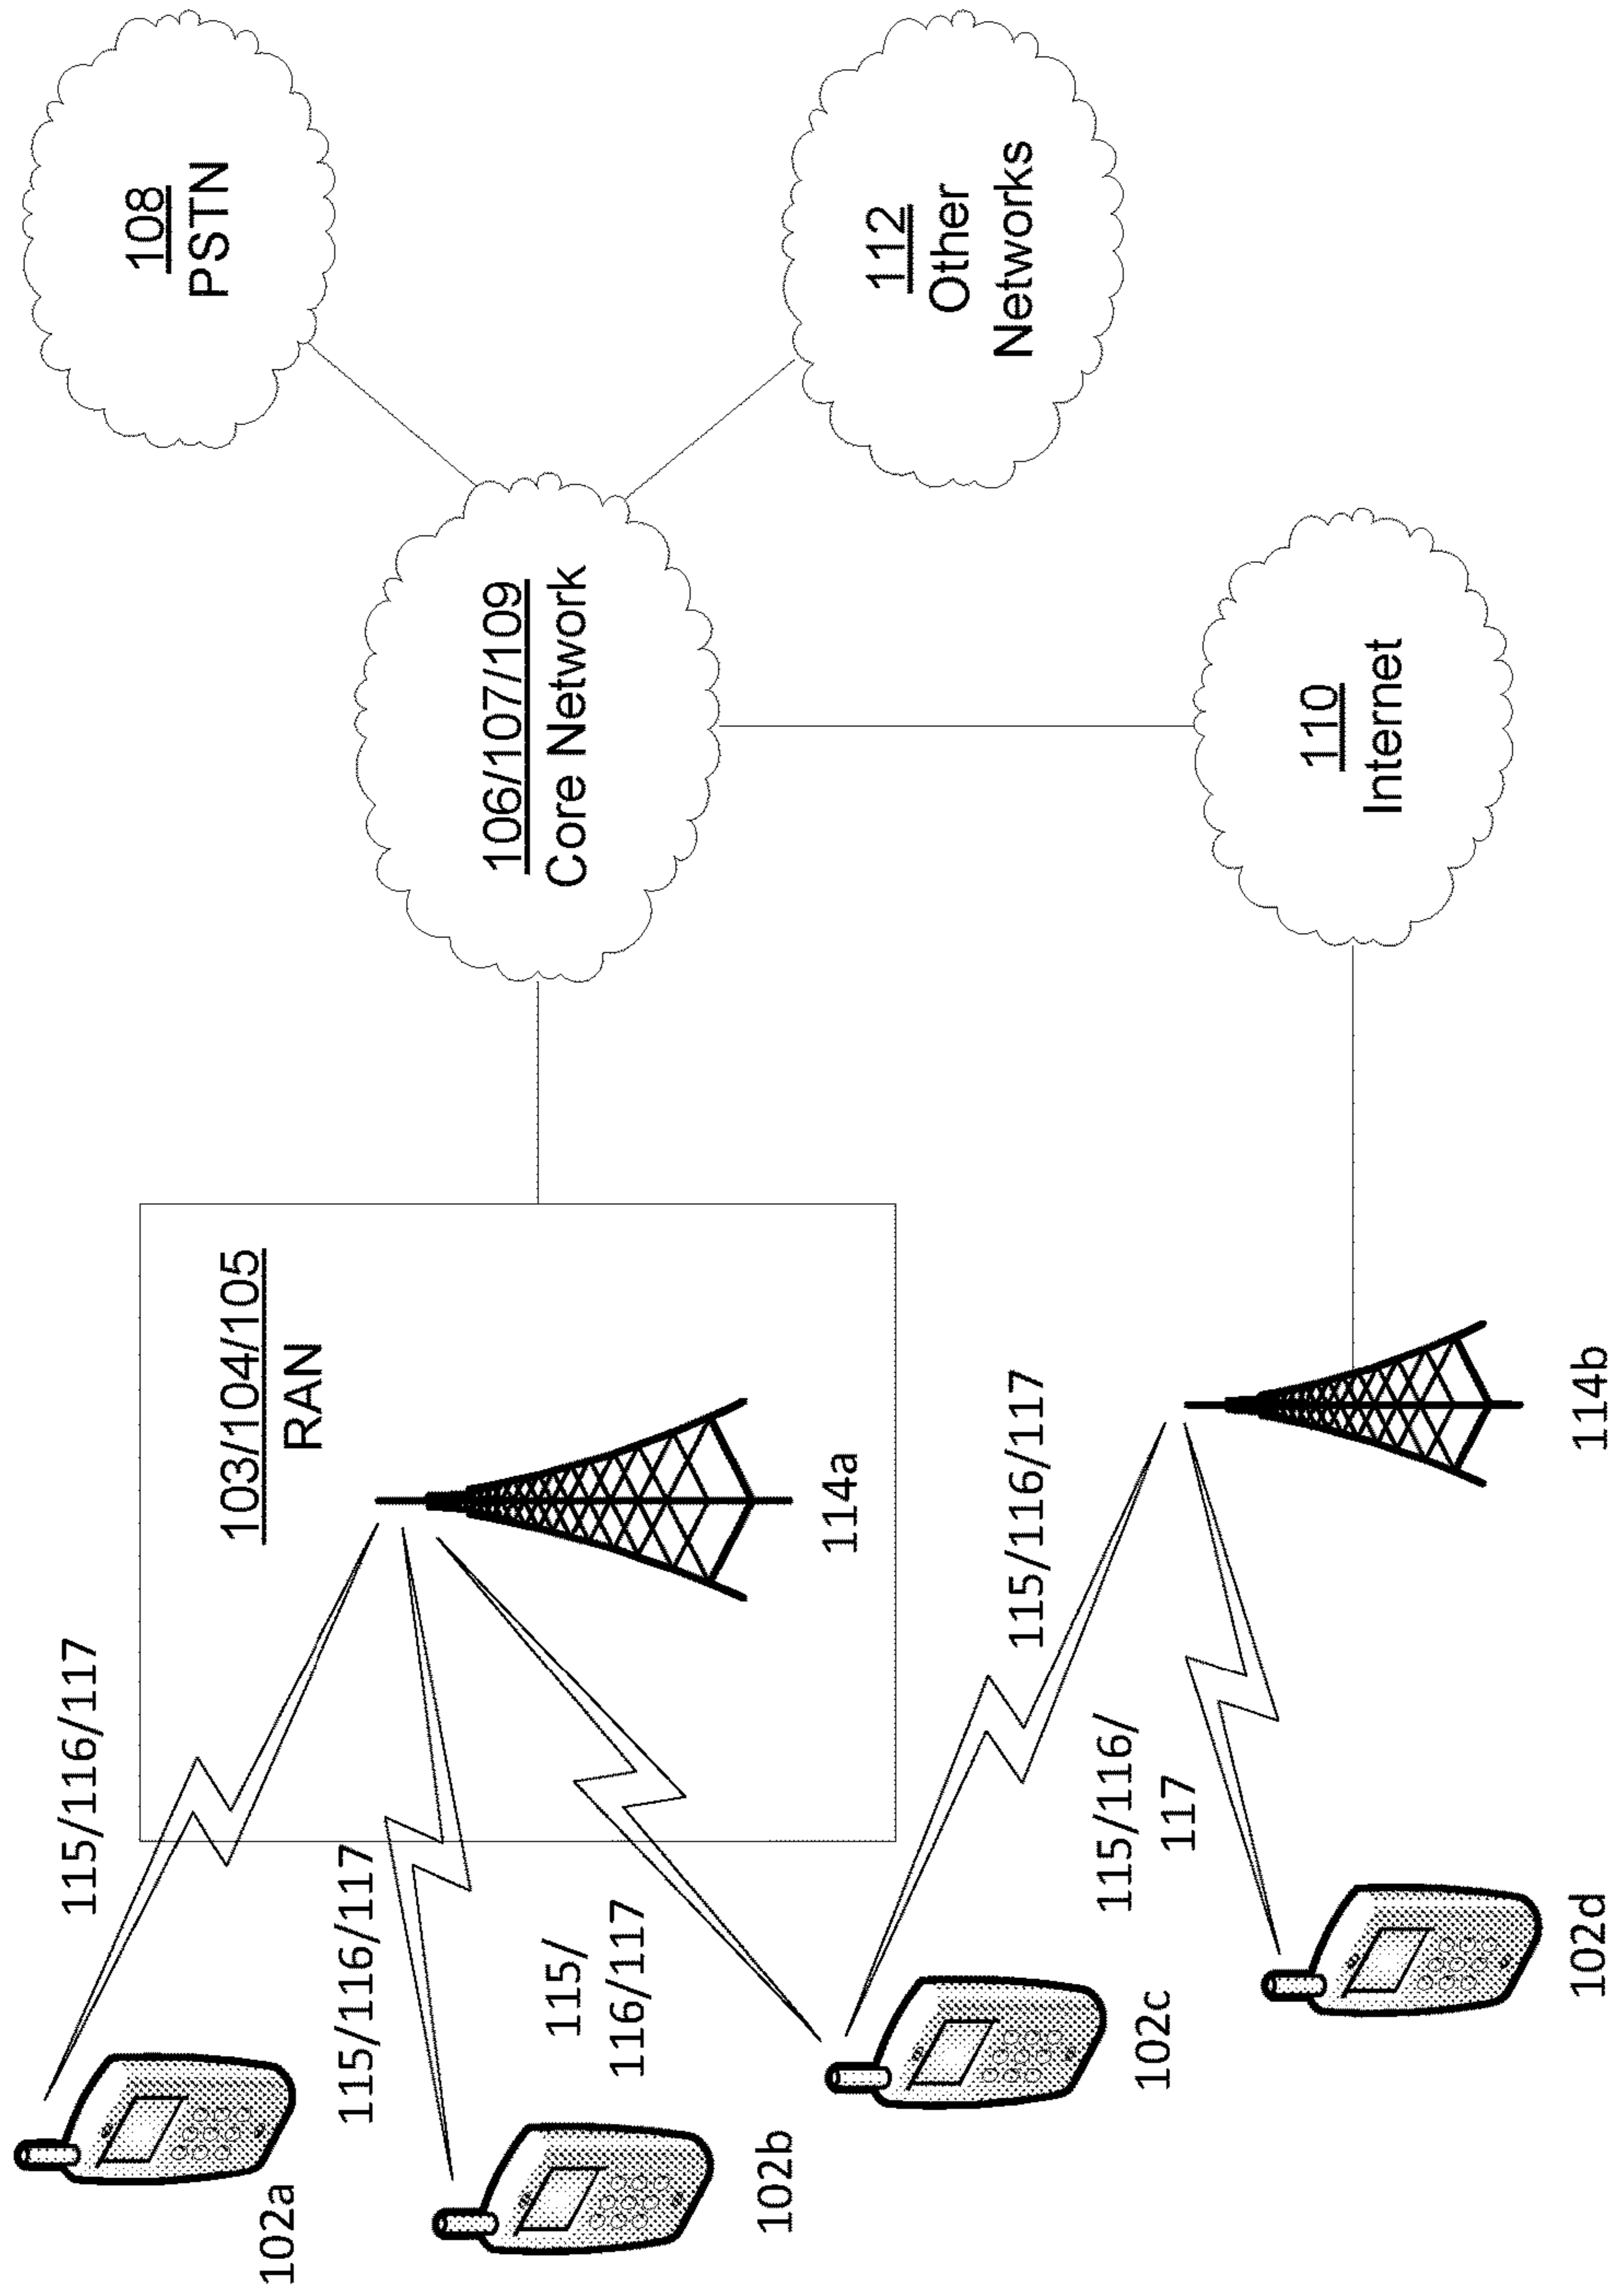 115/116/117
102a
103/104/105
RAN
114a
115/116/117
102b
115/
116/117
102c
115/116/117
115/116/
117
102d
114b
106/107/109
Core Network
108
PSTN
112
Other
Networks
110
Internet